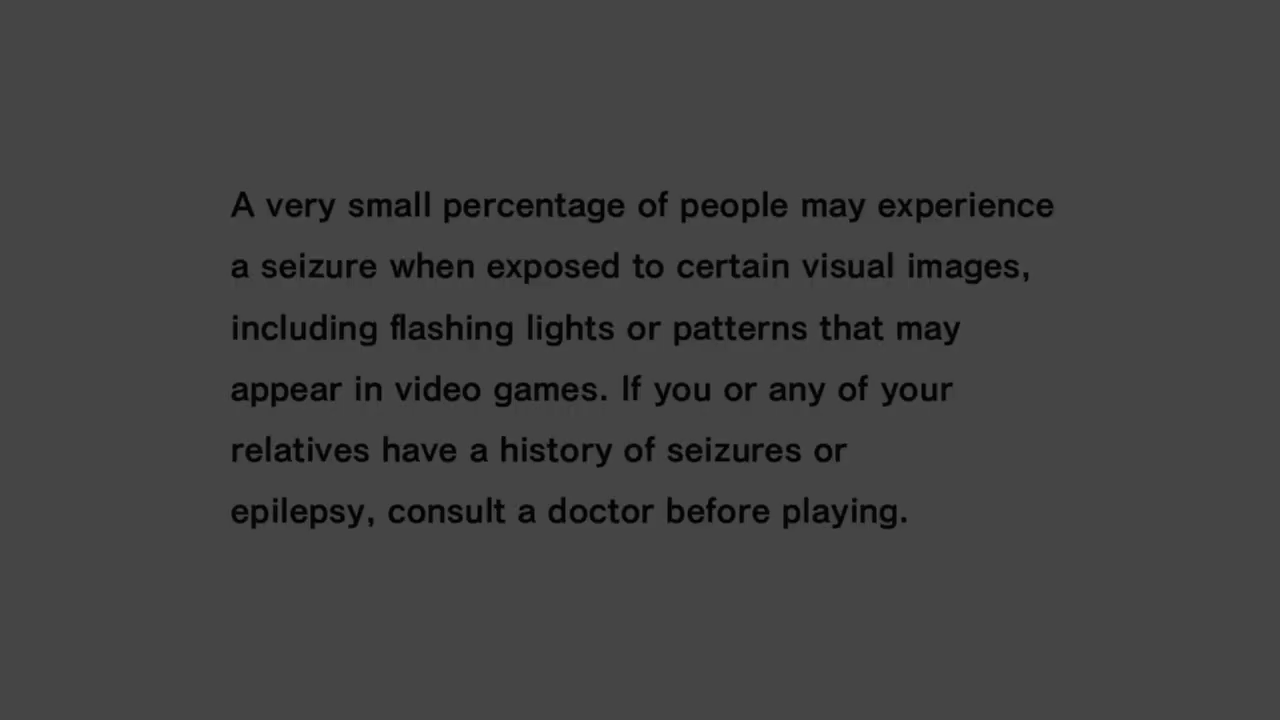 A very small percentage of people may experience
a seizure when exposed to certain visual images,
including flashing lights or patterns that may
appear in video games. If you or any of your
relatives have a history of seizures or
epilepsy, consult a doctor before playing.